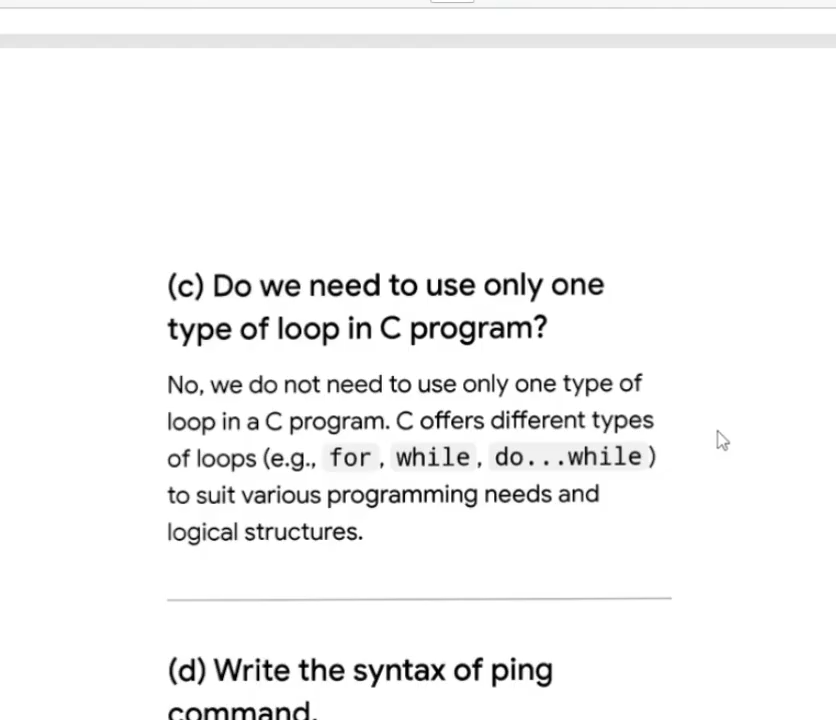 (c) Do we need to use only one
type of loop in C program?
No, we do not need to use only one type of
loop in a C program. C offers different types
of loops (e.g., for, while, do...while)
to suit various programming needs and
logical structures.
(d) Write the syntax of ping
command.